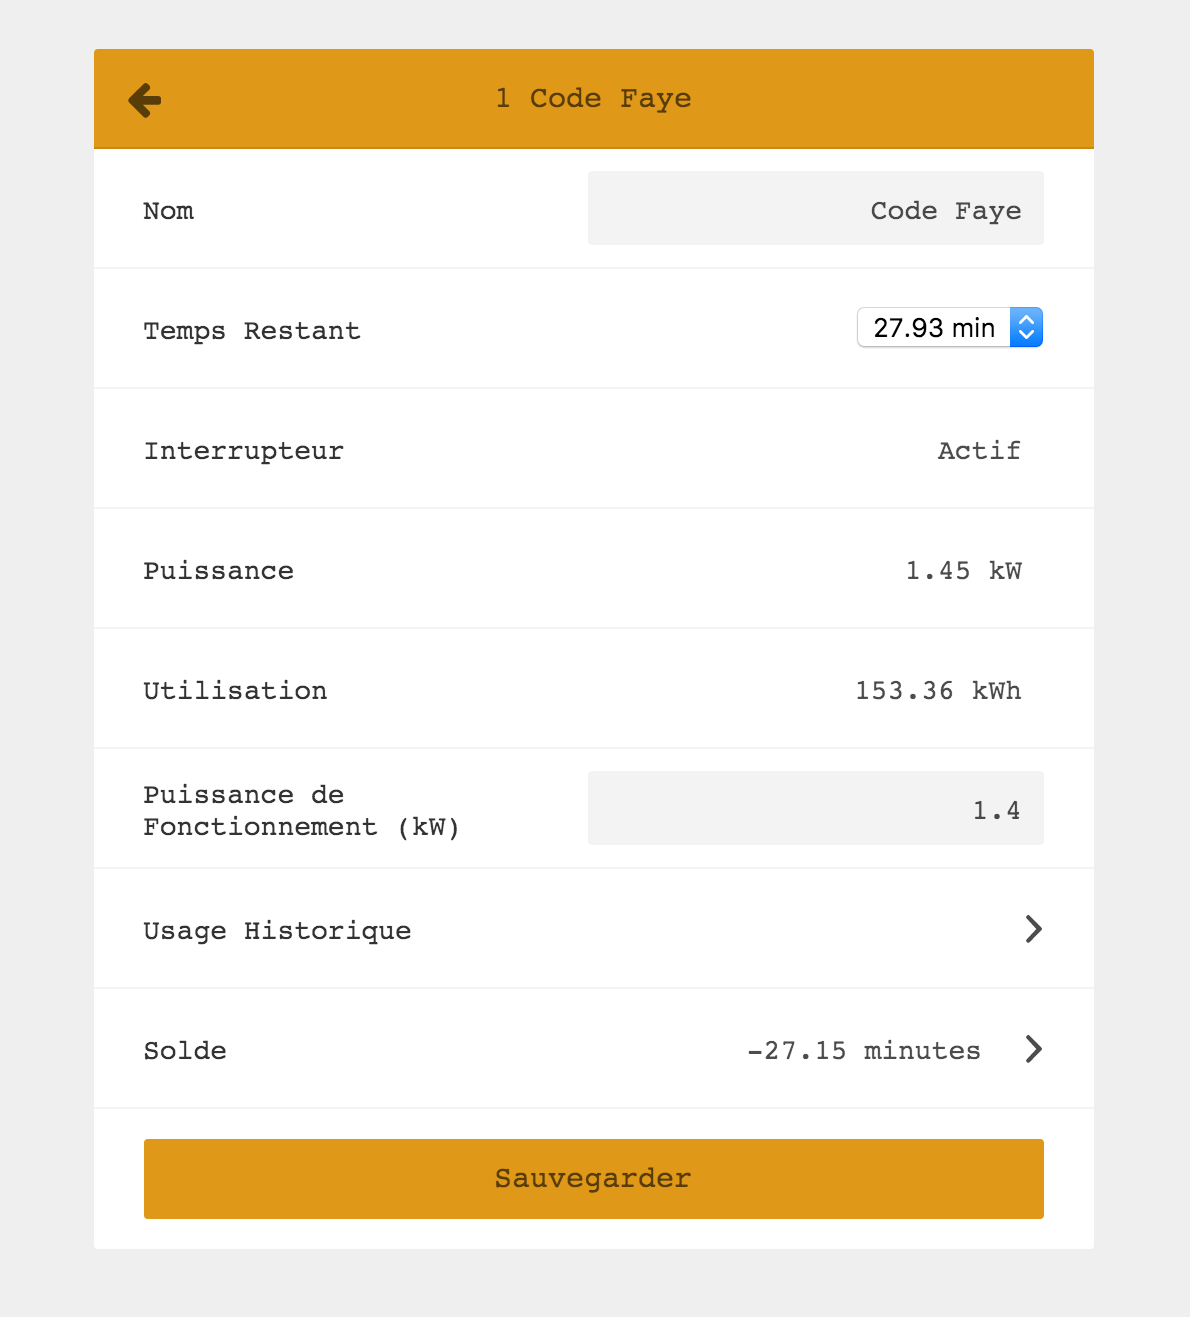 1 Code Faye
Nom
Code Faye
Temps Restant
27.93 min
Interrupteur
Actif
Puissance
1.45 kW
Utilisation
153.36 kWh
Puissance de
Fonctionnement (kW)
1.4
Usage Historique
Solde
-27.15 minutes
Sauvegarder